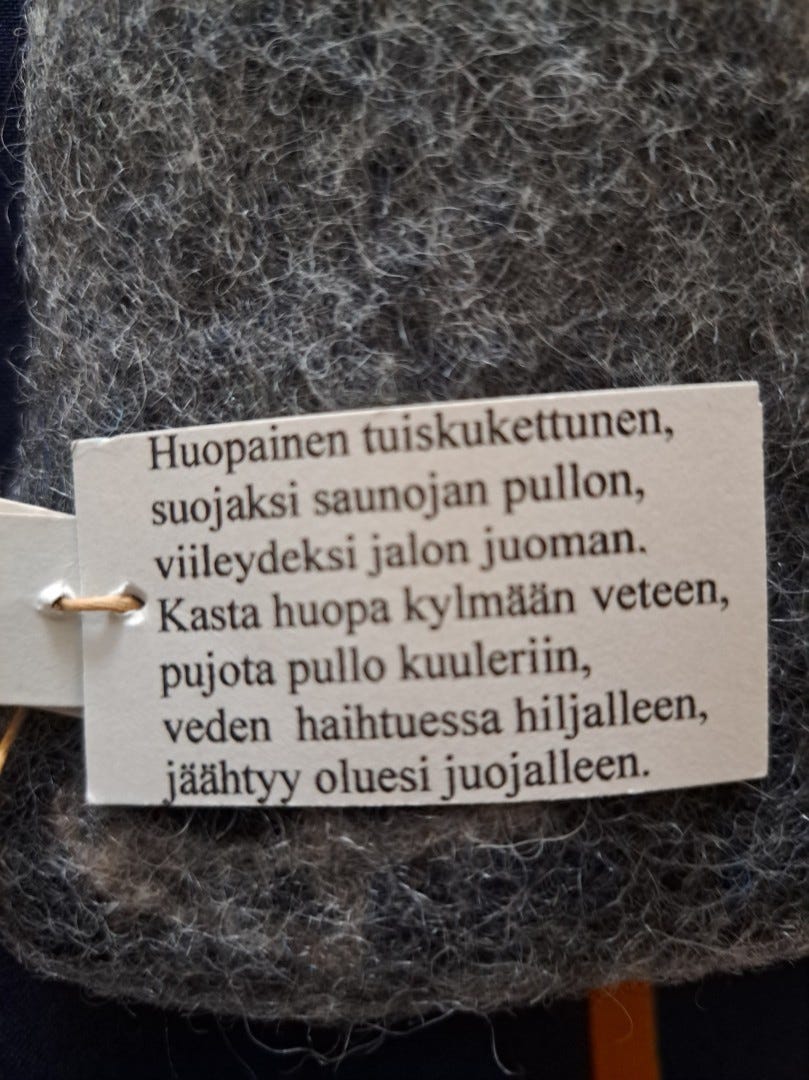 Huopainen tuiskukettunen,
suojaksi saunojan pullon,
viileydeksi jalon juoman.
Kasta huopa kylmään veteen,
pujota pullo kuuleriin,
veden haihtuessa hiljalleen,
jäähtyy oluesi juojalleen.